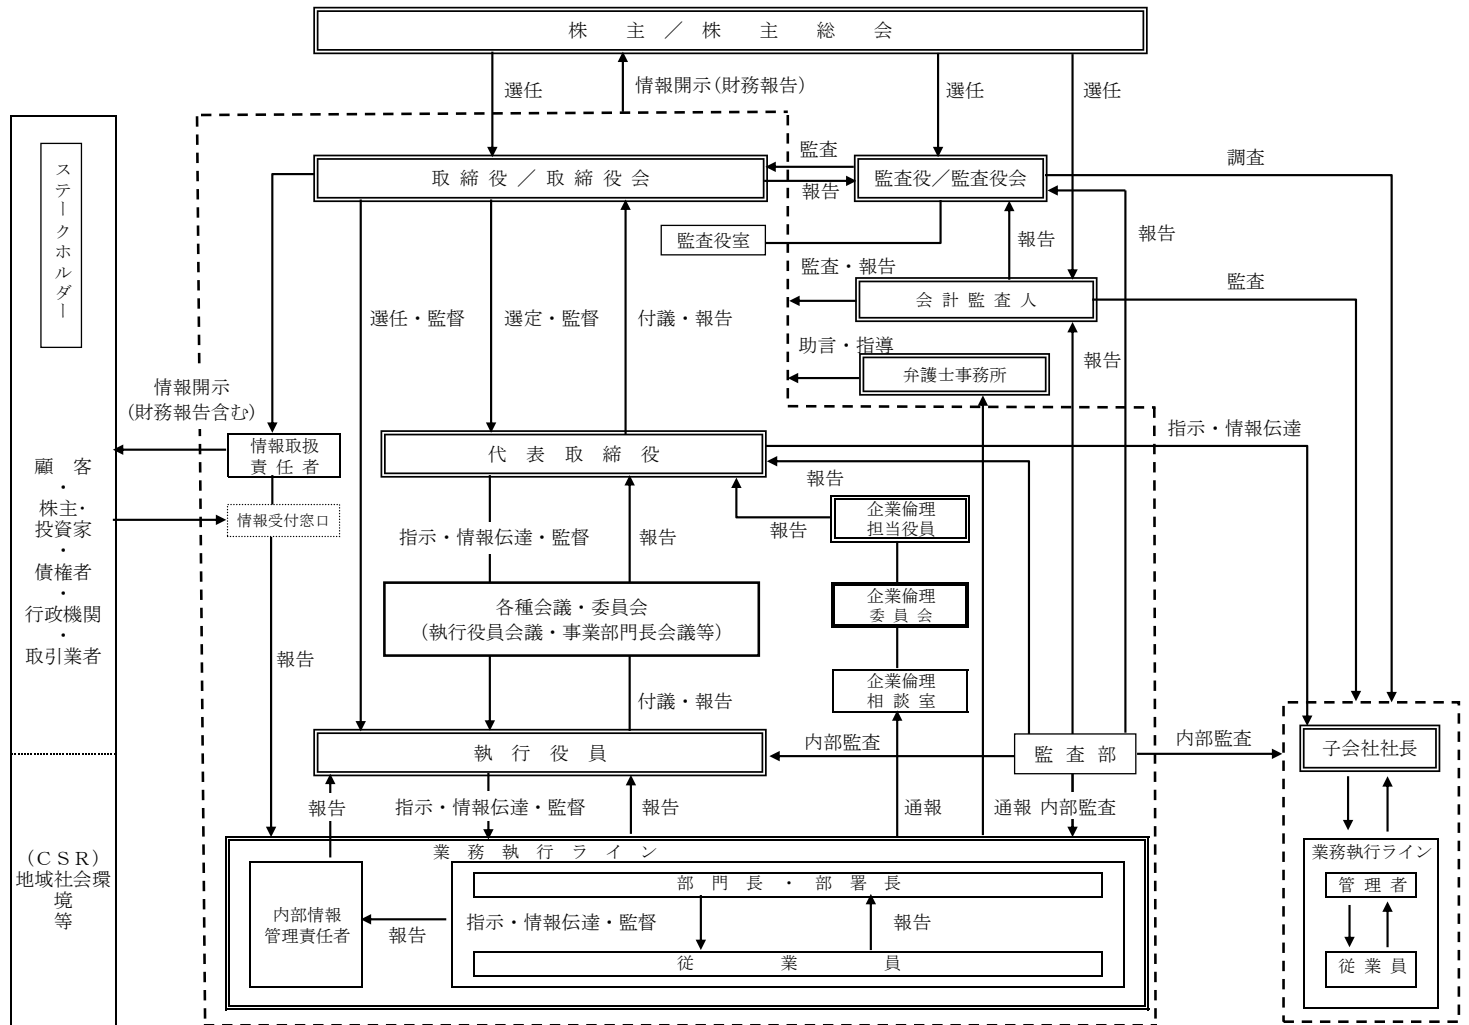 株 主 ／ 株 主 総 会
選任
情報開示(財務報告)
選任
選任
ステークホルダー
取 締 役 ／ 取 締 役 会
監査
報告
監査役／監査役会
調査
監査役室
報告
報告
監査・報告
会 計 監 査 人
監査
選任・監督
選定・監督
付議・報告
助言・指導
弁護士事務所
報告
情報開示
(財務報告含む)
情報取扱
責 任 者
代 表 取 締 役
指示・情報伝達
報告
顧 客
・
株主・
投資家
・
債権者
・
行政機関
・
取引業者
情報受付窓口
指示・情報伝達・監督
報告
報告
企業倫理
担当役員
各種会議・委員会
(執行役員会議・事業部門長会議等)
企業倫理
委 員 会
報告
付議・報告
企業倫理
相 談 室
執 行 役 員
内部監査
監 査 部
内部監査
子会社社長
報告
指示・情報伝達・監督
報告
通報
通報
内部監査
(ＣＳＲ)
地域社会環
境
等
業 務 執 行 ラ イ ン
部 門 長 ・ 部 署 長
内部情報
管理責任者
報告
指示・情報伝達・監督
報告
従 業 員
業務執行ライン
管 理 者
従 業 員